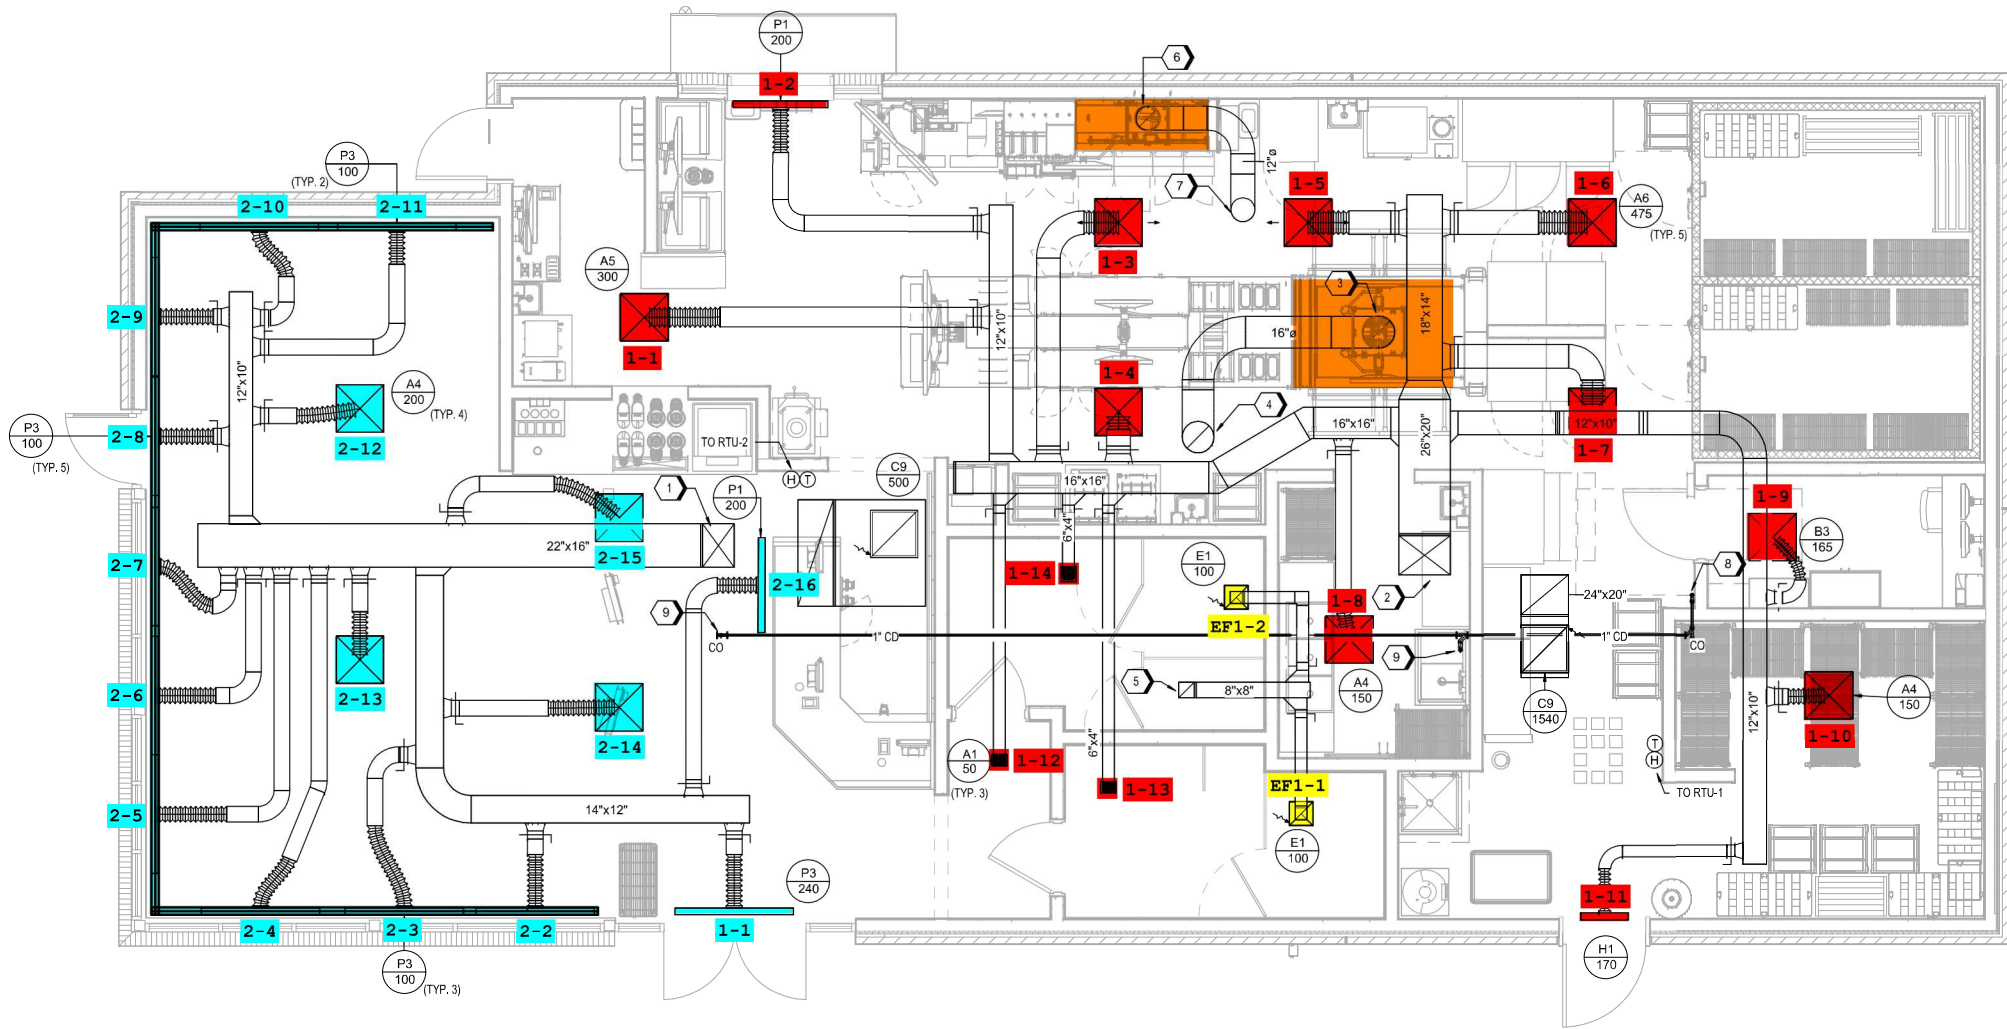 P1
200
6
1-2
P3
100
(TYP. 2)
2-10
2-11
7
12"ø
1-5
1-6
A6
475
(TYP. 5)
A5
300
1-3
3
2-9
12"x10"
12"x10"
16"ø
18"x14"
1-1
1-4
A4
200
(TYP. 4)
P3
100
(TYP. 5)
2-8
2-12
4
16"x16"
26"x20"
12"x10"
1-7
TO RTU-2
H T
C9
500
1
P1
200
16"x16"
6"x4"
1-9
B3
165
22"x16"
2-15
2-7
2-16
1-14
E1
100
2
8
24"x20"
9
EF1-2
1-8
CO
1" CD
9
1" CD
CO
2-6
2-13
5
8"x8"
A4
150
C9
1540
A4
150
2-14
12"x10"
1-10
6"x4"
A1
50
(TYP. 3)
1-12
T
H
TO RTU-1
1-13
EF1-1
2-5
14"x12"
E1
100
P3
240
1-11
2-4
2-3
2-2
1-1
P3
100
(TYP. 3)
H1
170